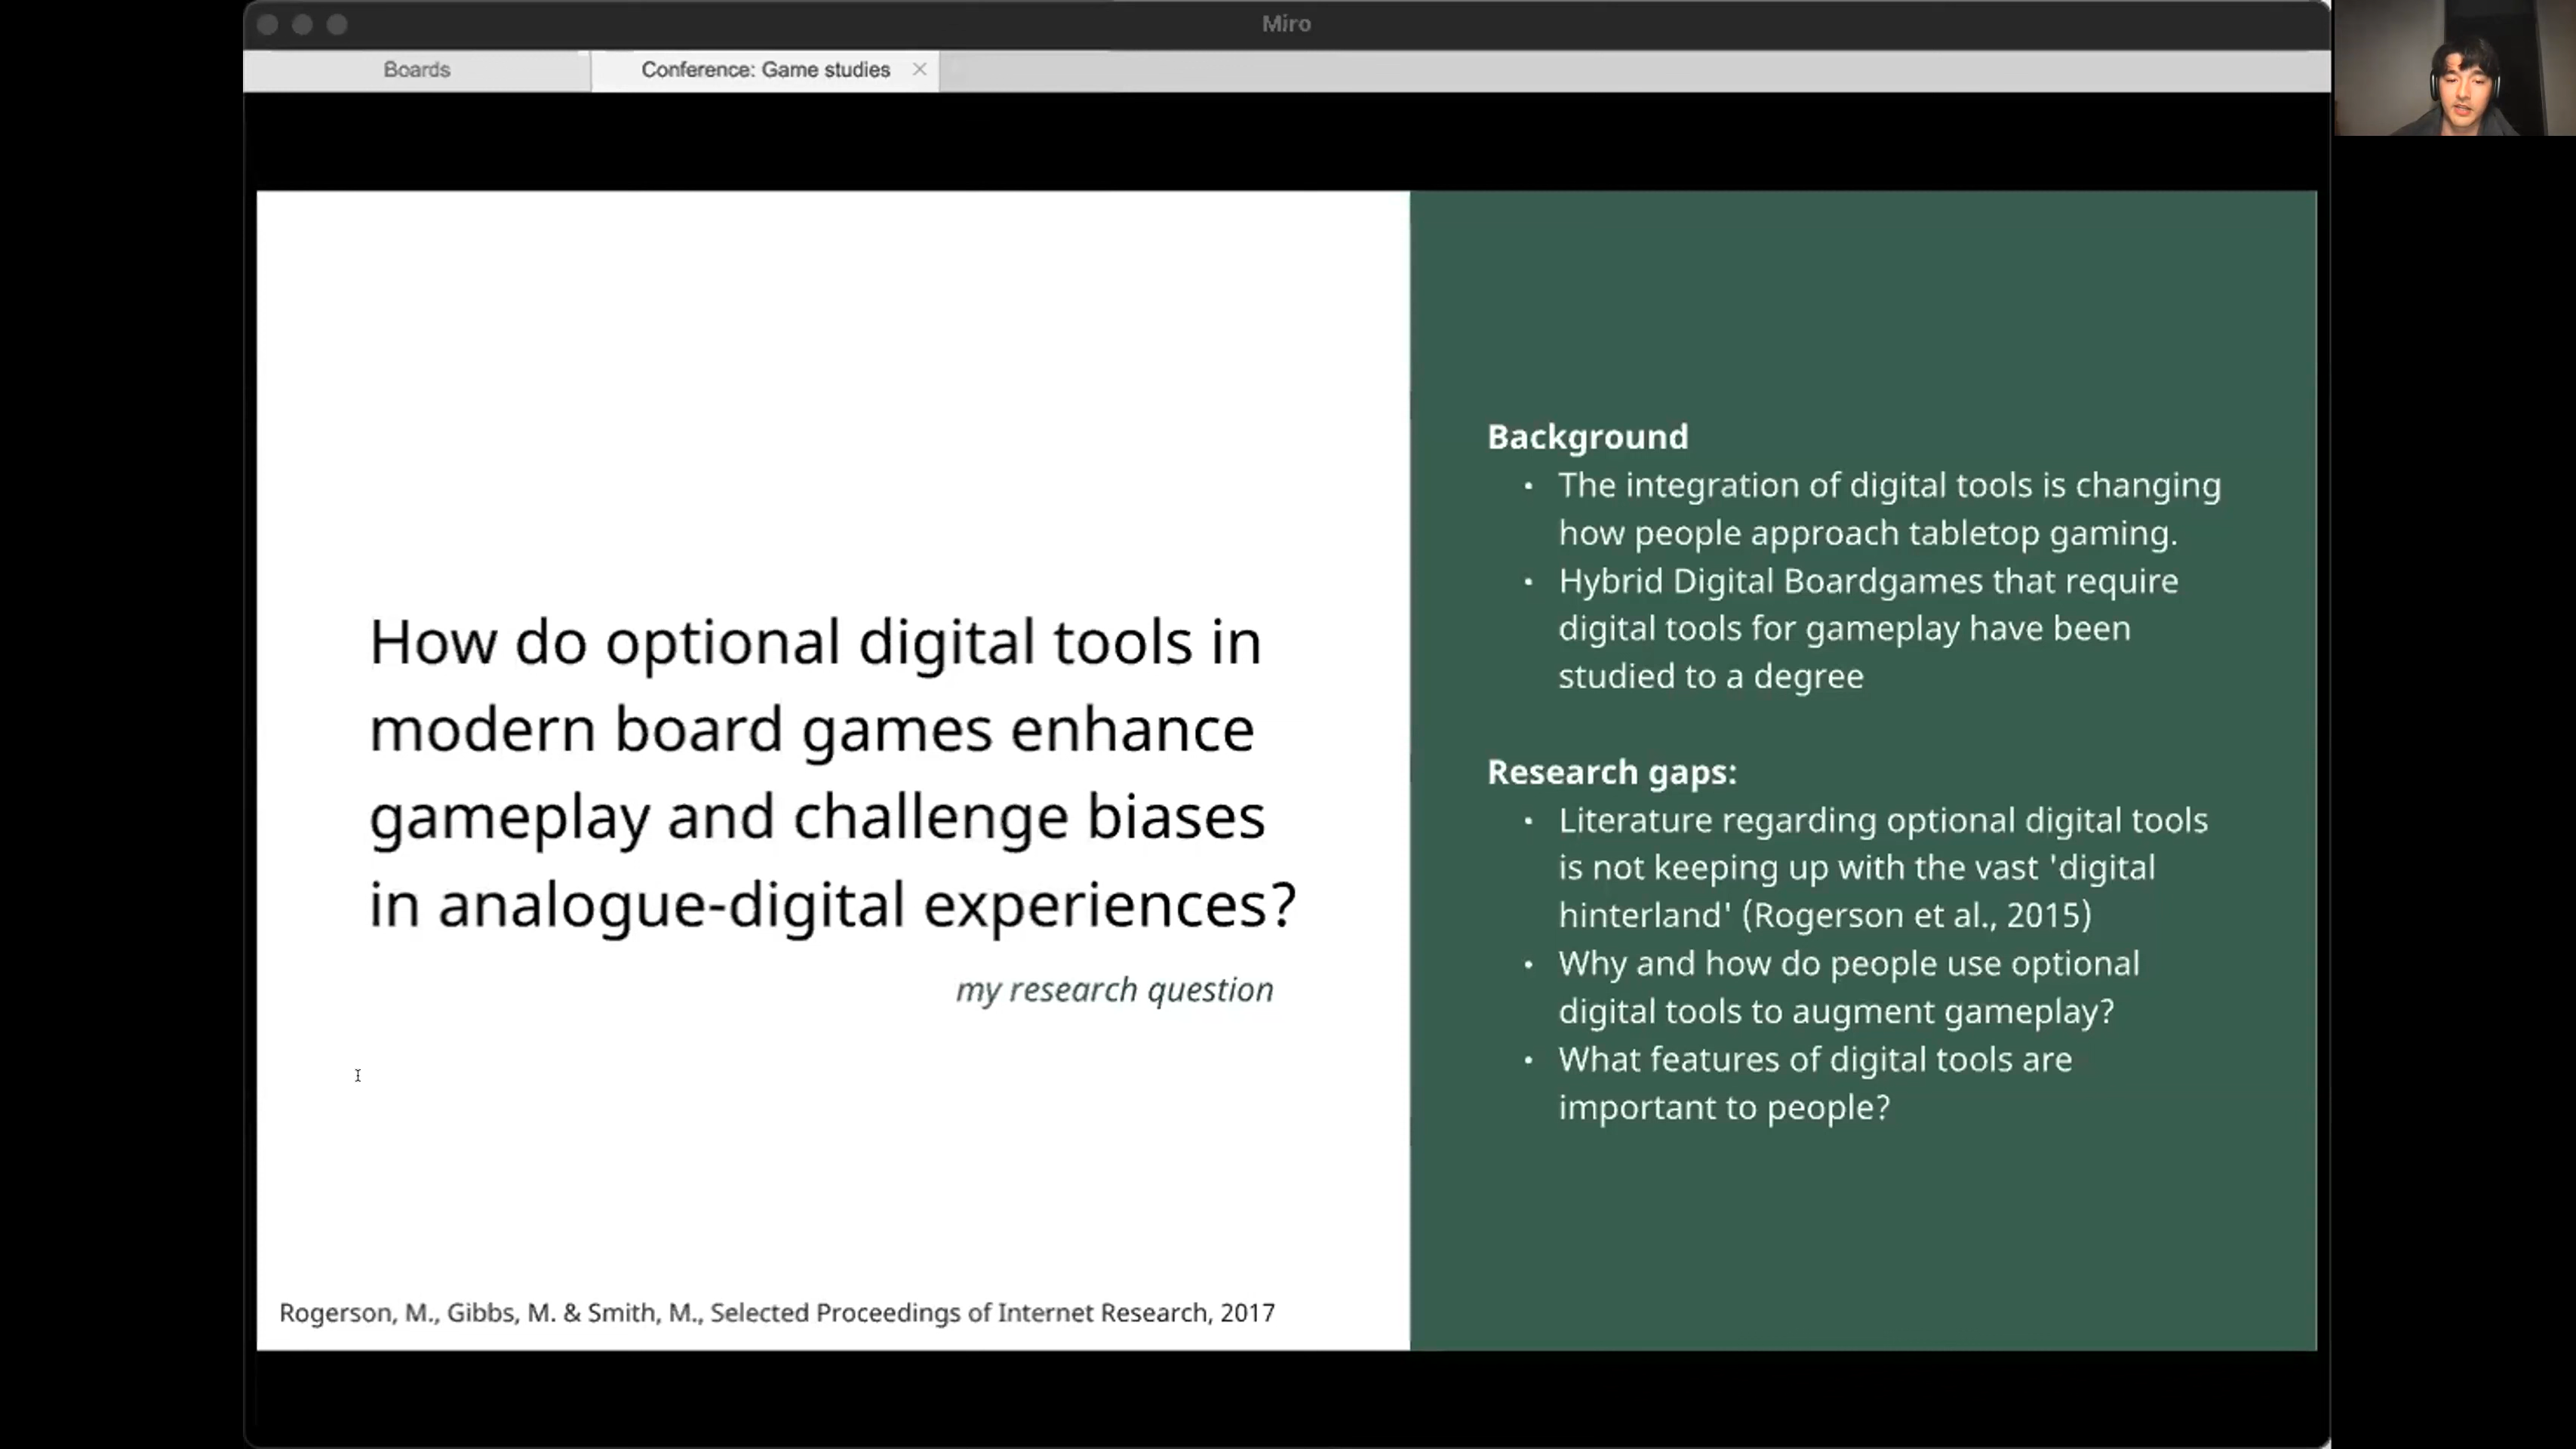 Miro
Boards
Conference: Game studies
How do optional digital tools in
modern board games enhance
gameplay and challenge biases
in analogue-digital experiences?
my research question
Rogerson, M., Gibbs, M. & Smith, M., Selected Proceedings of Internet Research, 2017
Background
• The integration of digital tools is changing
how people approach tabletop gaming.
• Hybrid Digital Boardgames that require
digital tools for gameplay have been
studied to a degree
Research gaps:
• Literature regarding optional digital tools
is not keeping up with the vast 'digital
hinterland' (Rogerson et al., 2015)
• Why and how do people use optional
digital tools to augment gameplay?
• What features of digital tools are
important to people?